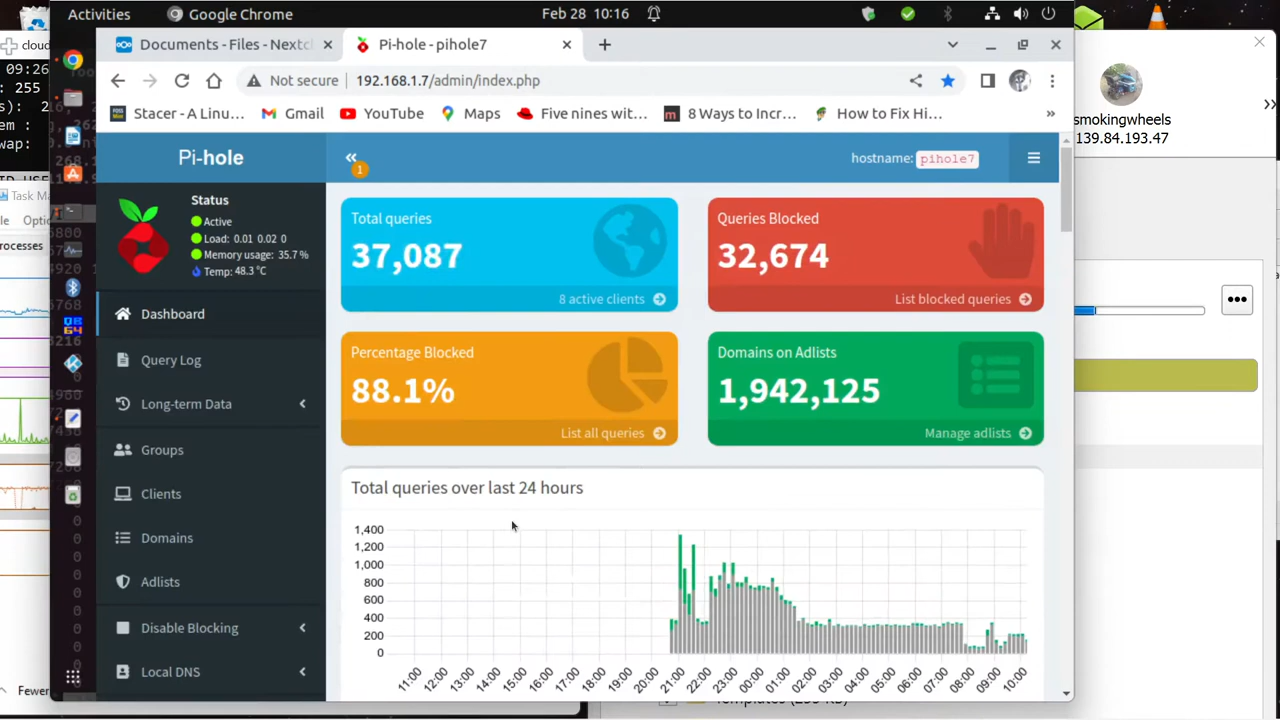 Activities
Google Chrome
Feb 28 10:16
Documents - Files - Nextcl
Pi-hole - pihole7
Not secure
192.168.1.7/admin/index.php
Stacer - A Linu...
Gmail
YouTube
Maps
Five nines wit...
8 Ways to Incr...
How to Fix Hi...
»
Pi-hole
1
hostname: pihole7
Status
Active
Load: 0.01 0.02 0
Memory usage: 35.7 %
Temp: 48.3 °C
Dashboard
Query Log
Long-term Data
Groups
Clients
Domains
Adlists
Disable Blocking
Local DNS
Total queries
37,087
8 active clients
Queries Blocked
32,674
List blocked queries
Percentage Blocked
88.1%
List all queries
Domains on Adlists
1,942,125
Manage adlists
Total queries over last 24 hours
1,400
1,200
1,000
800
600
400
200
0
11:00 12:00 13:00 14:00 15:00 16:00 17:00 18:00 19:00 20:00 21:00 22:00 23:00 00:00 01:00 02:00 03:00 04:00 05:00 06:00 07:00 08:00 09:00 10:00
smokingwheels
139.84.193.47
cloud
09:26
255
Task Ma
Optio
rocesses
Fewer